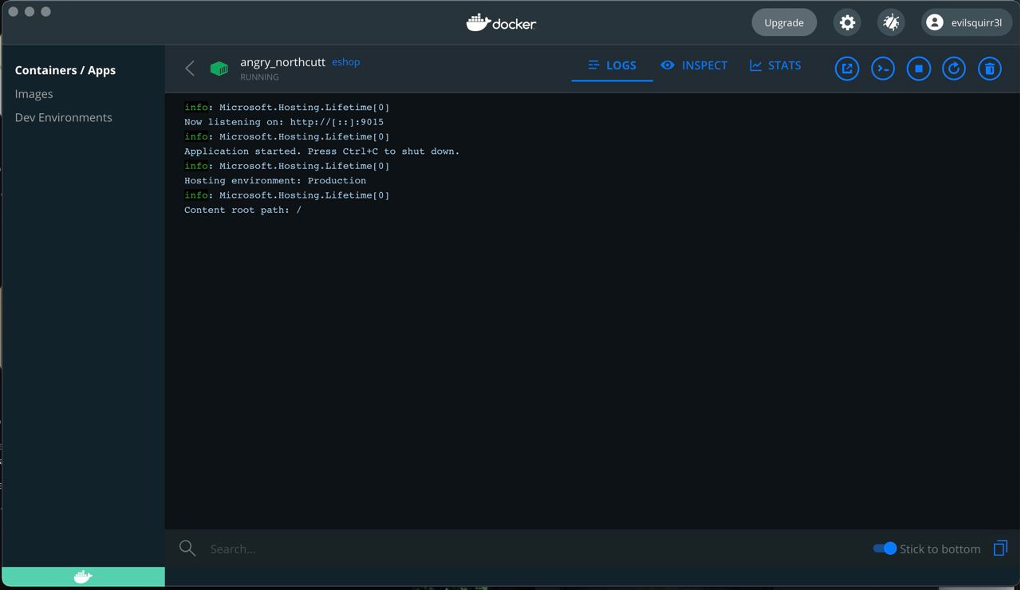 docker
Upgrade
evilsquirr3l
Containers / Apps
Images
Dev Environments
angry_northcutt eshop
RUNNING
LOGS
INSPECT
STATS
info: Microsoft.Hosting.Lifetime[0]
Now listening on: http://[::]:9015
info: Microsoft.Hosting.Lifetime[0]
Application started. Press Ctrl+C to shut down.
info: Microsoft.Hosting.Lifetime[0]
Hosting environment: Production
info: Microsoft.Hosting.Lifetime[0]
Content root path: /
Search...
Stick to bottom